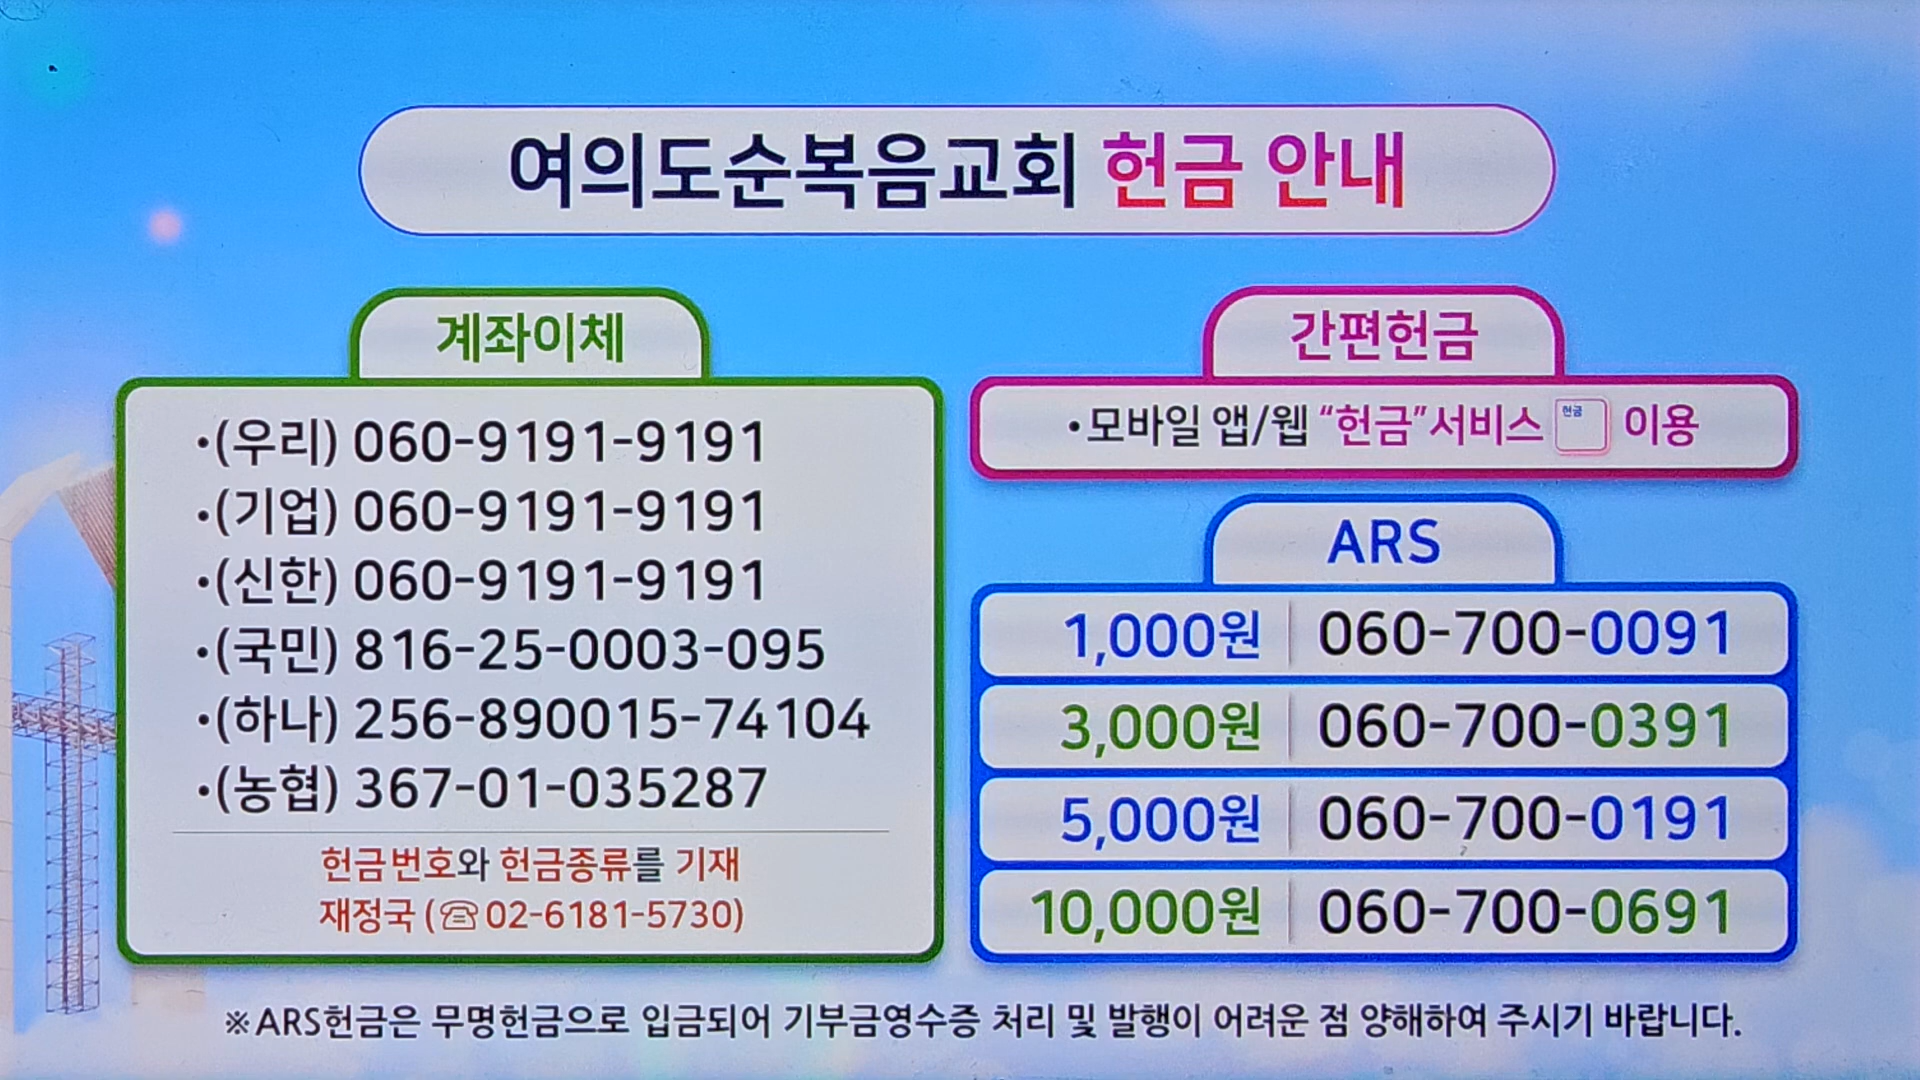 여의도순복음교회 헌금 안내
계좌이체
•(우리) 060-9191-9191
•(기업) 060-9191-9191
•(신한) 060-9191-9191
•(국민) 816-25-0003-095
•(하나) 256-890015-74104
•(농협) 367-01-035287
헌금번호와 헌금종류를 기재
재정국 (☎02-6181-5730)
간편헌금
•모바일 앱/웹 “헌금”서비스 헌금 이용
ARS
1,000원 060-700-0091
3,000원 060-700-0391
5,000원 060-700-0191
10,000원 060-700-0691
※ARS헌금은 무명헌금으로 입금되어 기부금영수증 처리 및 발행이 어려운 점 양해하여 주시기 바랍니다.